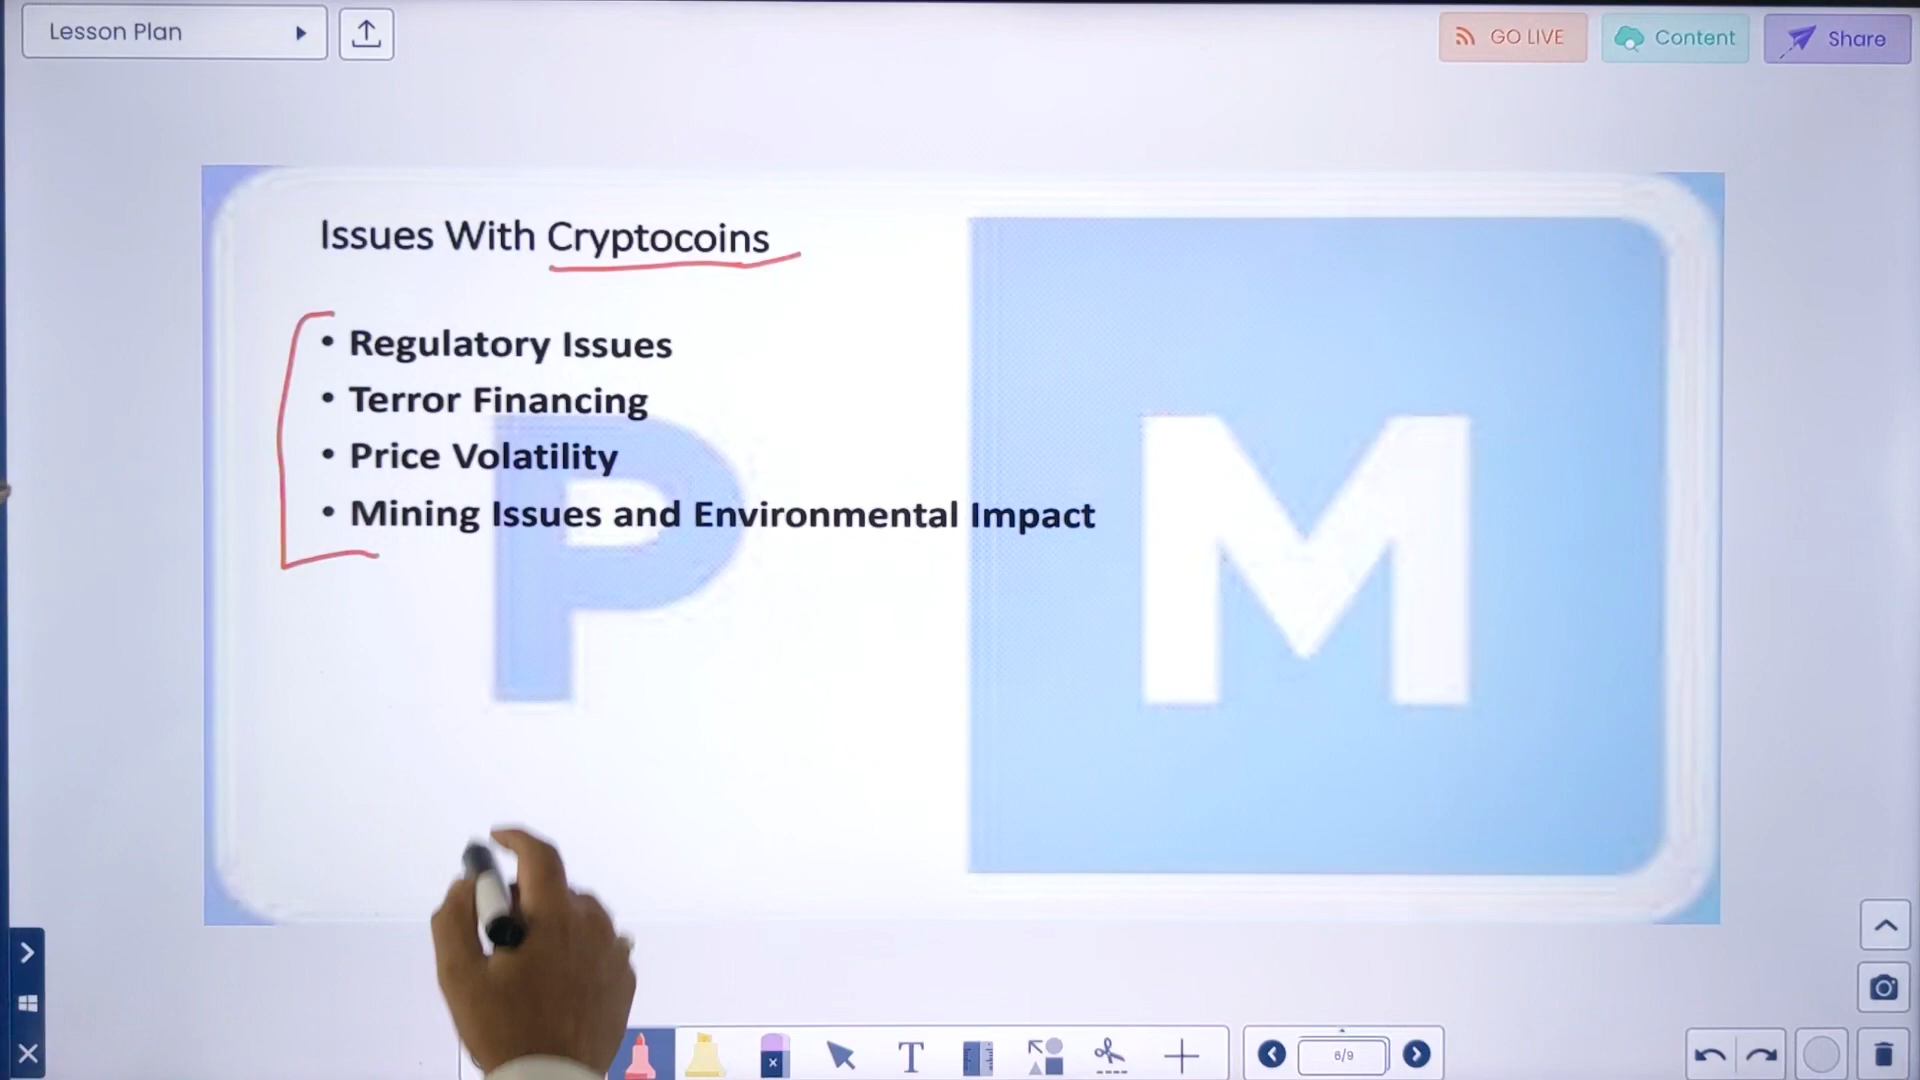 Lesson Plan
GO LIVE
Content
Share
Issues With Cryptocoins
• Regulatory Issues
• Terror Financing
• Price Volatility
• Mining Issues and Environmental Impact
P M
T
6/9